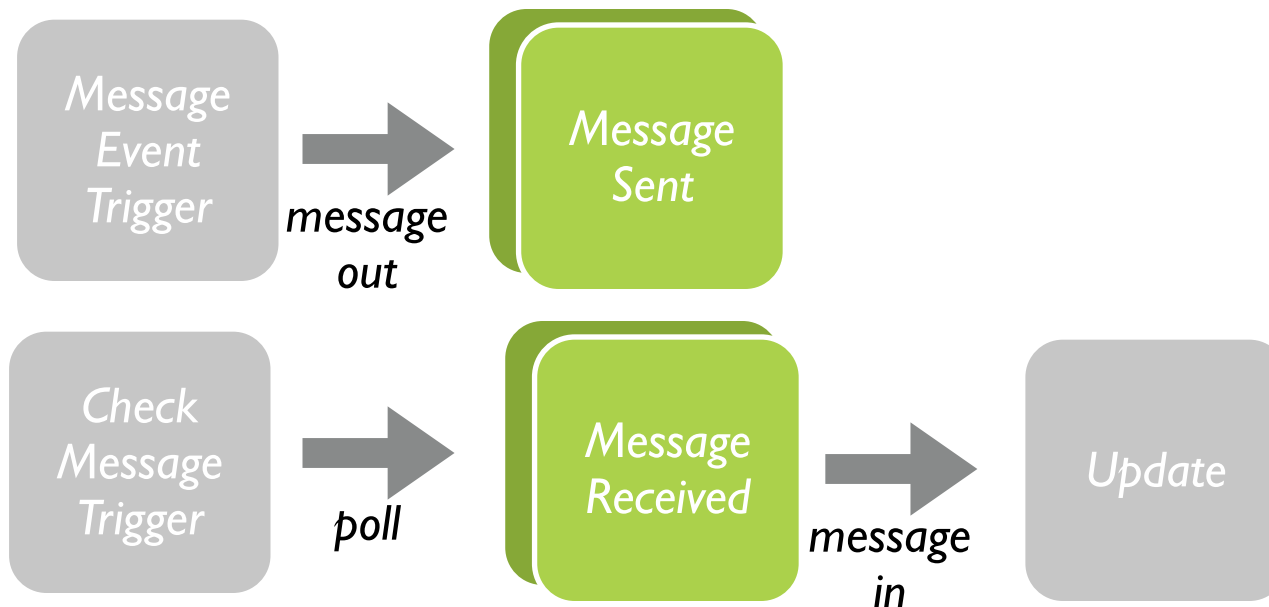 Message
Event
Trigger
message
out
Message
Sent
Check
Message
Trigger
poll
Message
Received
message
in
Update